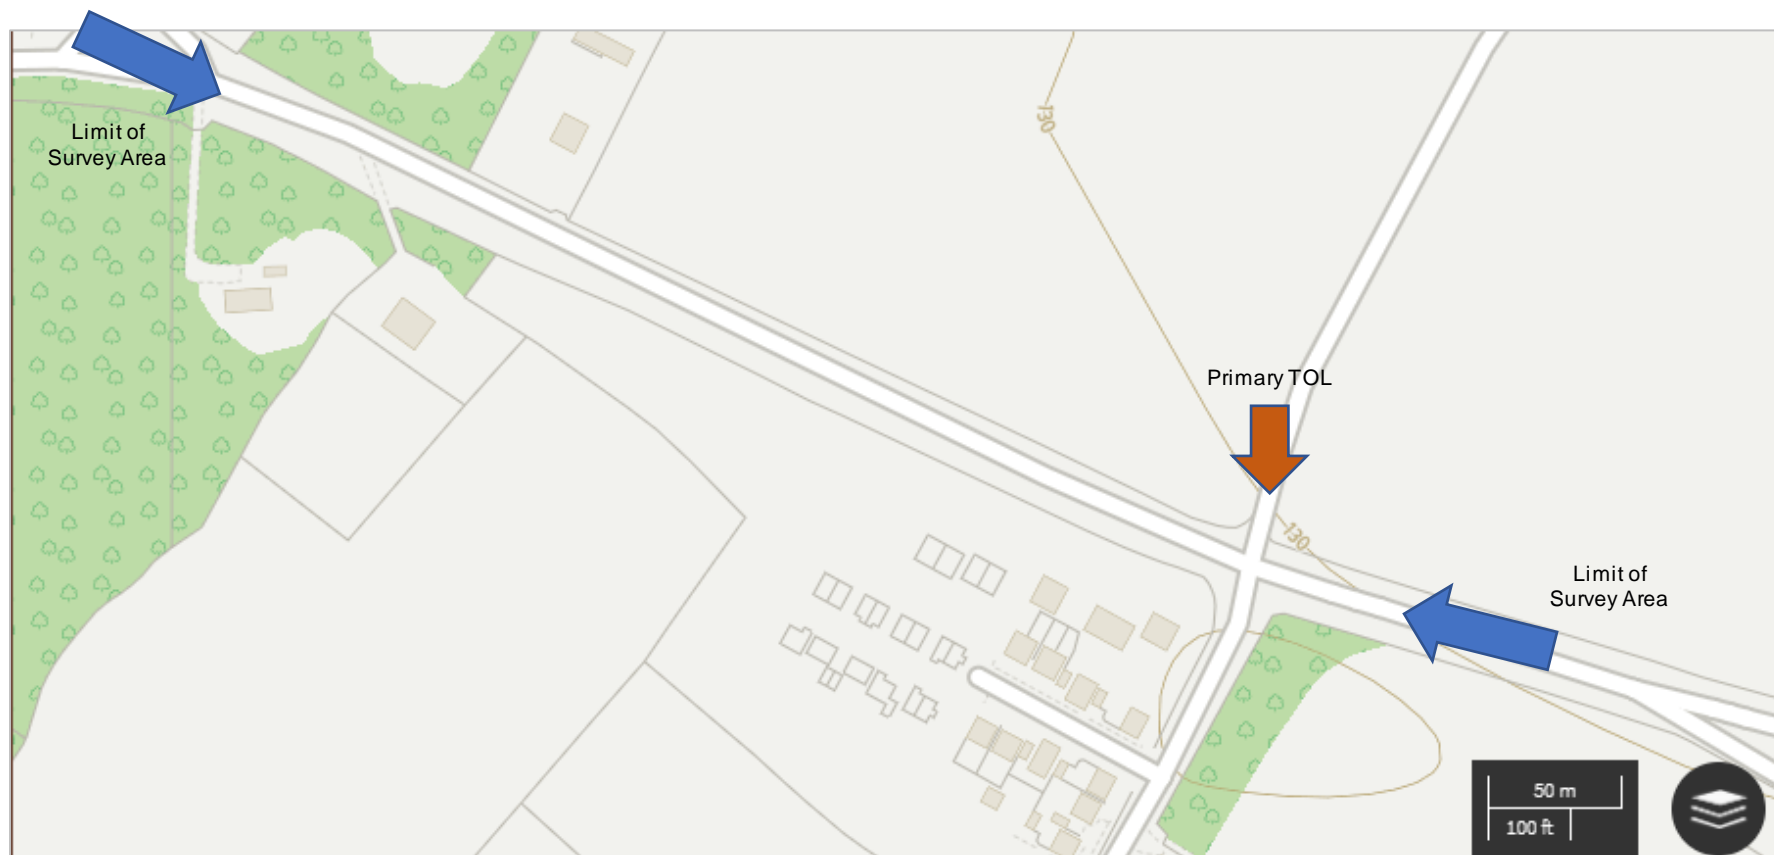 Limit of
Survey Area
130
Primary TOL
130
Limit of
Survey Area
50 m
100 ft